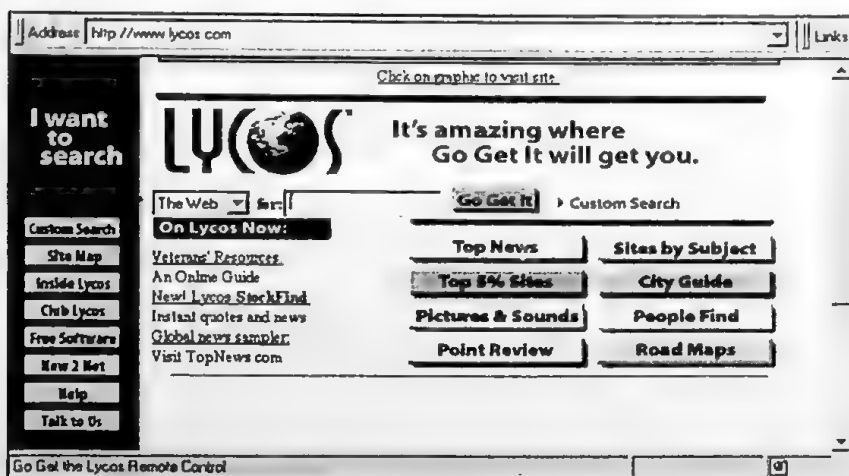 Address http://www.lycos.com Links
Click on graphic to visit site.
I want
to
search
LYCOS
It's amazing where
Go Get It will get you.
The Web for: Go Get It Custom Search
On Lycos Now:
Veterans' Resources.
An Online Guide
New! Lycos StockFind
Instant quotes and news
Global news sampler:
Visit TopNews com
Top News Sites by Subject
Top 5% Sites City Guide
Pictures & Sounds People Find
Point Review Road Maps
Custom Search
Site Map
Inside Lycos
Club Lycos
Free Software
New 2 Net
Help
Talk to Us
Go Get the Lycos Remote Control